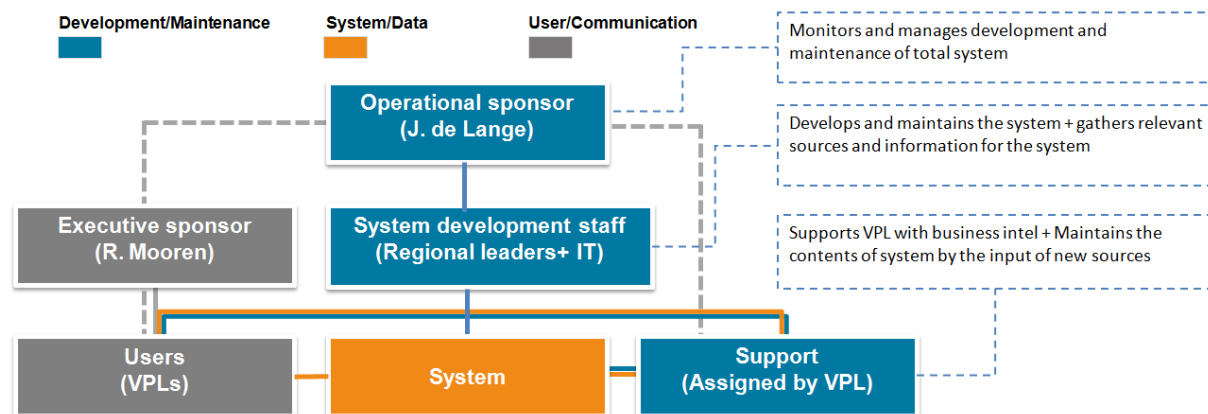 Development/Maintenance
System/Data
User/Communication
Monitors and manages development and
maintenance of total system
Operational sponsor
(J. de Lange)
Develops and maintains the system + gathers relevant
sources and information for the system
Executive sponsor
(R. Mooren)
System development staff
(Regional leaders+ IT)
Supports VPL with business intel + Maintains the
contents of system by the input of new sources
Users
(VPLs)
System
Support
(Assigned by VPL)